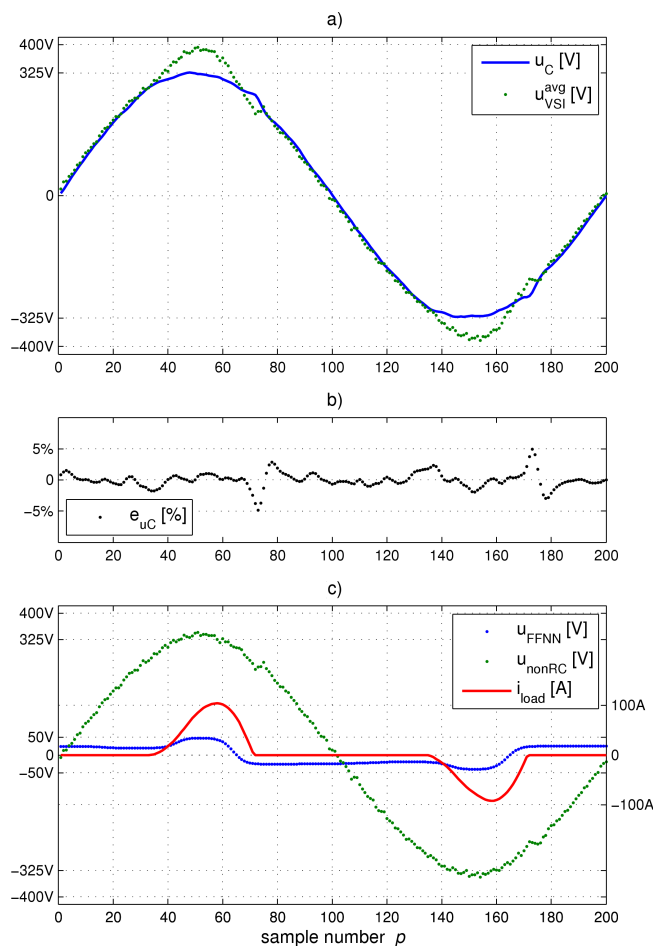 a)
400V
325V
0
−325V
−400V
u_C [V]
u_VSI^avg [V]
0 20 40 60 80 100 120 140 160 180 200
b)
5%
0
−5%
e_uC [%]
0 20 40 60 80 100 120 140 160 180 200
c)
400V
325V
50V
0
−50V
−325V
−400V
u_FFNN [V]
u_nonRC [V]
i_load [A]
100A
0
−100A
0 20 40 60 80 100 120 140 160 180 200
sample number p